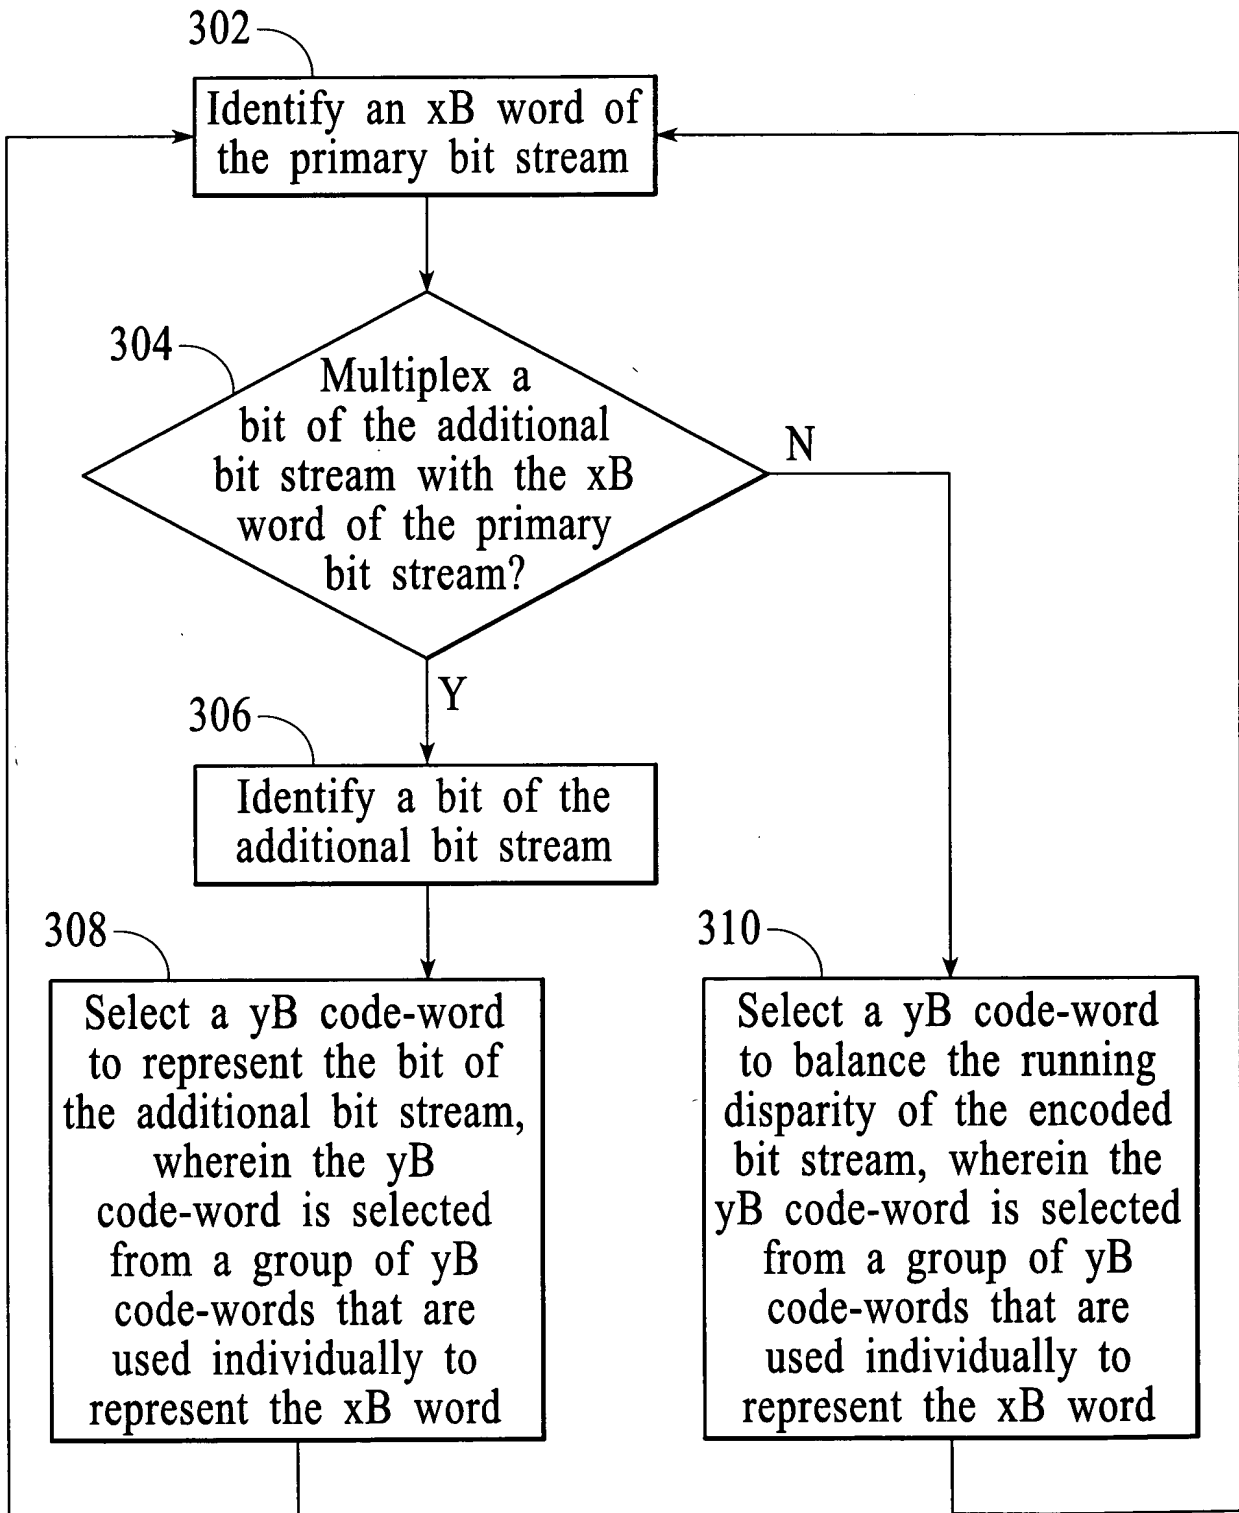 302
Identify an xB word of
the primary bit stream
304
Multiplex a
bit of the additional
bit stream with the xB
word of the primary
bit stream?
N
Y
306
Identify a bit of the
additional bit stream
308
Select a yB code-word
to represent the bit of
the additional bit stream,
wherein the yB
code-word is selected
from a group of yB
code-words that are
used individually to
represent the xB word
310
Select a yB code-word
to balance the running
disparity of the encoded
bit stream, wherein the
yB code-word is selected
from a group of yB
code-words that are
used individually to
represent the xB word